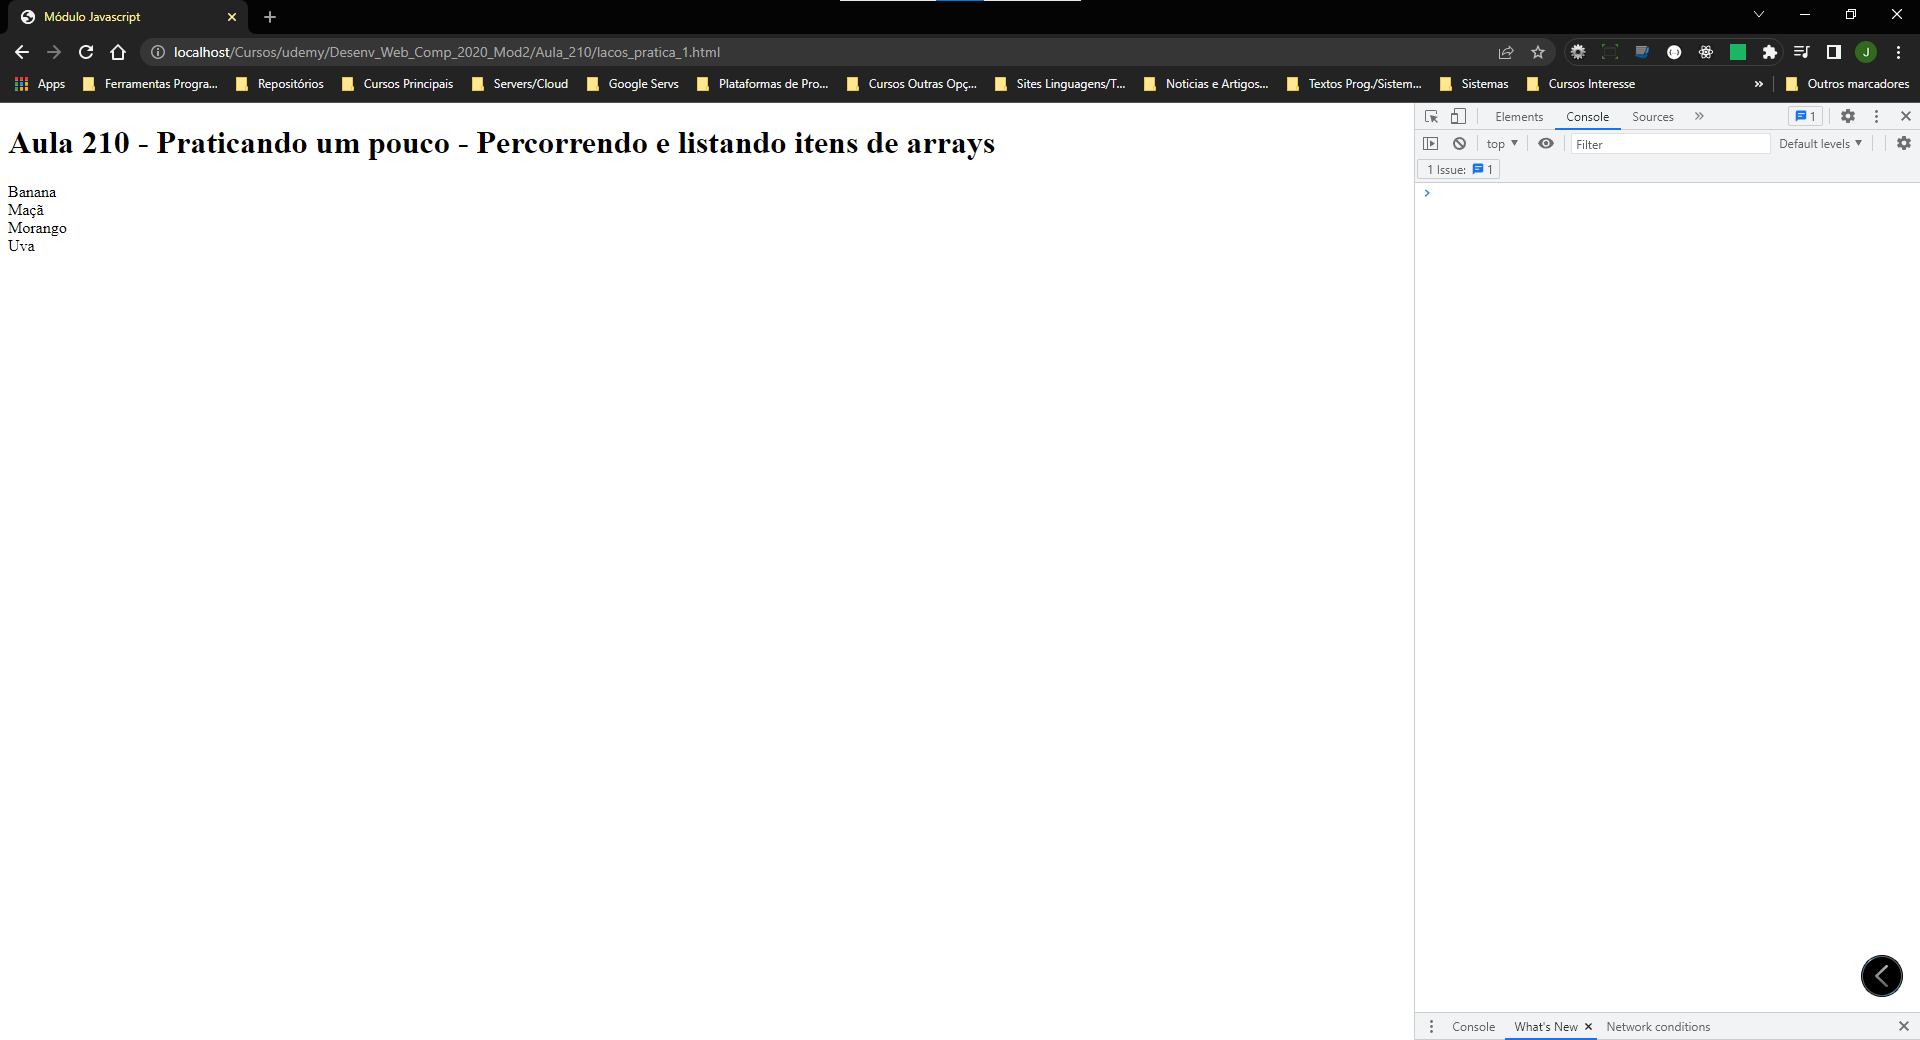 Módulo Javascript
localhost/Cursos/udemy/Desenv_Web_Comp_2020_Mod2/Aula_210/lacos_pratica_1.html
J
Apps Ferramentas Progra... Repositórios Cursos Principais Servers/Cloud Google Servs Plataformas de Pro... Cursos Outras Opç... Sites Linguagens/T... Noticias e Artigos... Textos Prog./Sistem... Sistemas Cursos Interesse » Outros marcadores
Aula 210 - Praticando um pouco - Percorrendo e listando itens de arrays
Banana
Maçã
Morango
Uva
Elements Console Sources » 1
top Filter Default levels
1 Issue: 1
Console What's New Network conditions